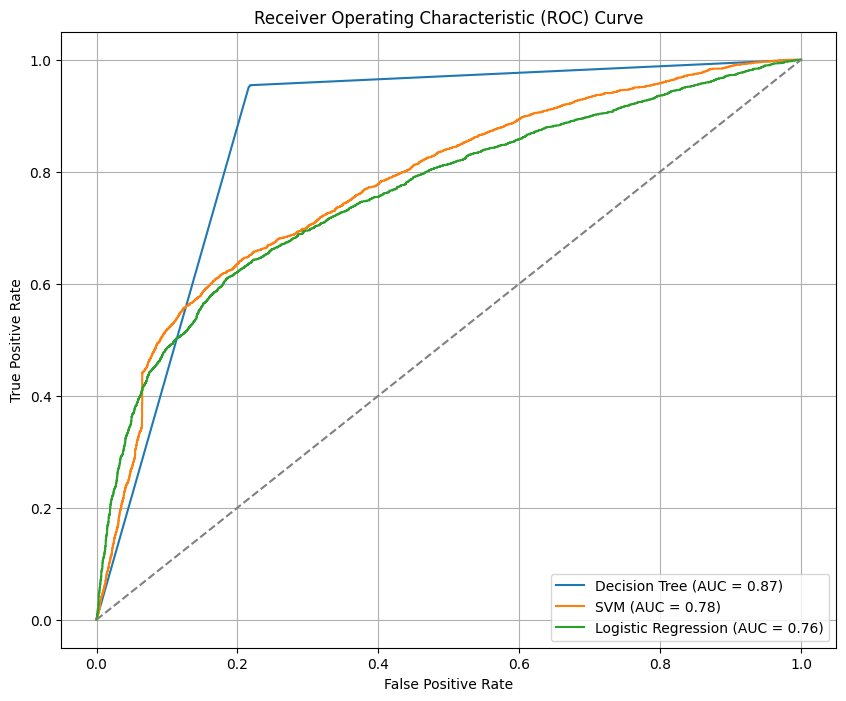 Receiver Operating Characteristic (ROC) Curve
True Positive Rate
1.0
0.8
0.6
0.4
0.2
0.0
0.0 0.2 0.4 0.6 0.8 1.0
False Positive Rate
Decision Tree (AUC = 0.87)
SVM (AUC = 0.78)
Logistic Regression (AUC = 0.76)